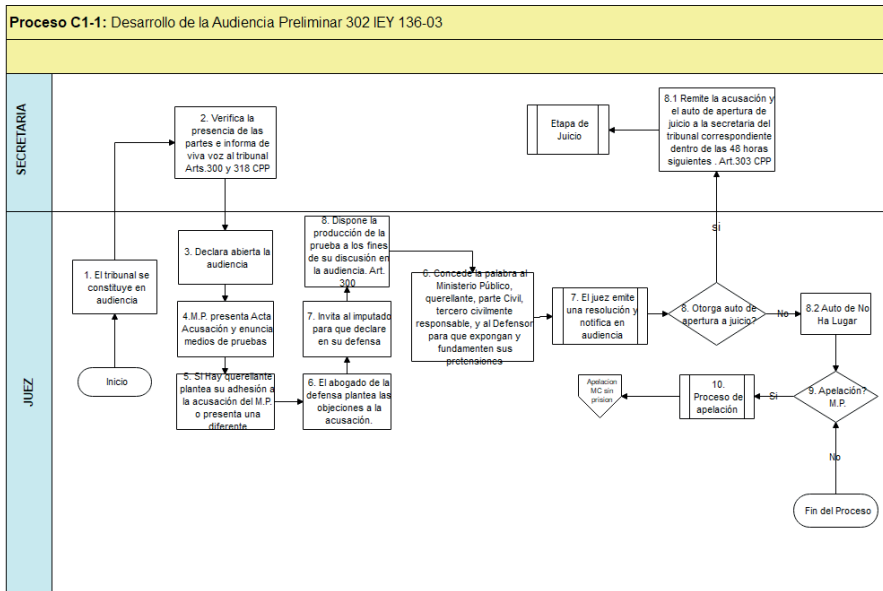 Proceso C1-1: Desarrollo de la Audiencia Preliminar 302 lEY 136-03
SECRETARIA
2. Verifica la
presencia de las
partes e informa de
viva voz al tribunal
Arts.300 y 318 CPP
Etapa de
Juicio
8.1 Remite la acusación y
el auto de apertura de
juicio a la secretaria del
tribunal correspondiente
dentro de las 48 horas
siguientes . Art.303 CPP
JUEZ
1. El tribunal se
constituye en
audiencia
Inicio
3. Declara abierta la
audiencia
4.M.P. presenta Acta
Acusación y enuncia
medios de pruebas
5. Si Hay querellante
plantea su adhesión a
la acusación del M.P.
o presenta una
diferente
8. Dispone la
producción de la
prueba a los fines
de su discusión en
la audiencia. Art.
300
7. Invita al imputado
para que declare
en su defensa
6. El abogado de la
defensa plantea las
objeciones a la
acusación.
6. Concede la palabra al
Ministerio Público,
querellante, parte Civil,
tercero civilmente
responsable, y al Defensor
para que expongan y
fundamenten sus
pretensiones
7. El juez emite
una resolución y
notifica en
audiencia
si
8. Otorga auto de
apertura a juicio?
No
8.2 Auto de No
Ha Lugar
Apelacion
MC sin
prision
10.
Proceso de
apelación
Si
9. Apelación?
M.P.
No
Fin del Proceso